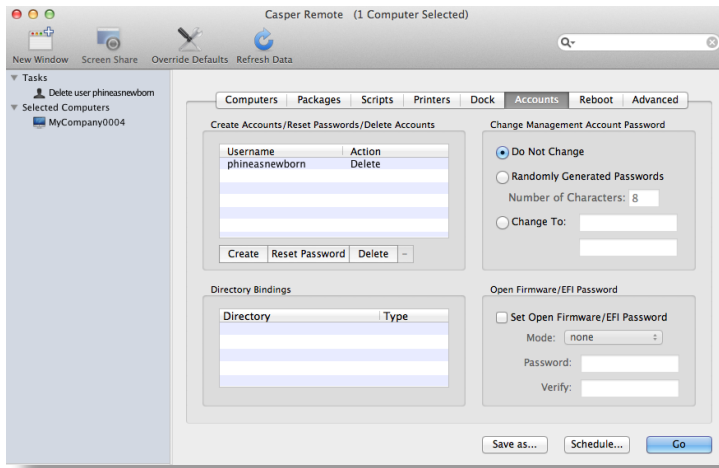 Casper Remote (1 Computer Selected)
New Window Screen Share Override Defaults Refresh Data
Tasks
Delete user phineasnewborn
Selected Computers
MyCompany0004
Computers Packages Scripts Printers Dock Accounts Reboot Advanced
Create Accounts/Reset Passwords/Delete Accounts
Username Action
phineasnewborn Delete
Create Reset Password Delete –
Change Management Account Password
Do Not Change
Randomly Generated Passwords
Number of Characters: 8
Change To:
Directory Bindings
Directory Type
Open Firmware/EFI Password
Set Open Firmware/EFI Password
Mode: none
Password:
Verify:
Save as... Schedule... Go